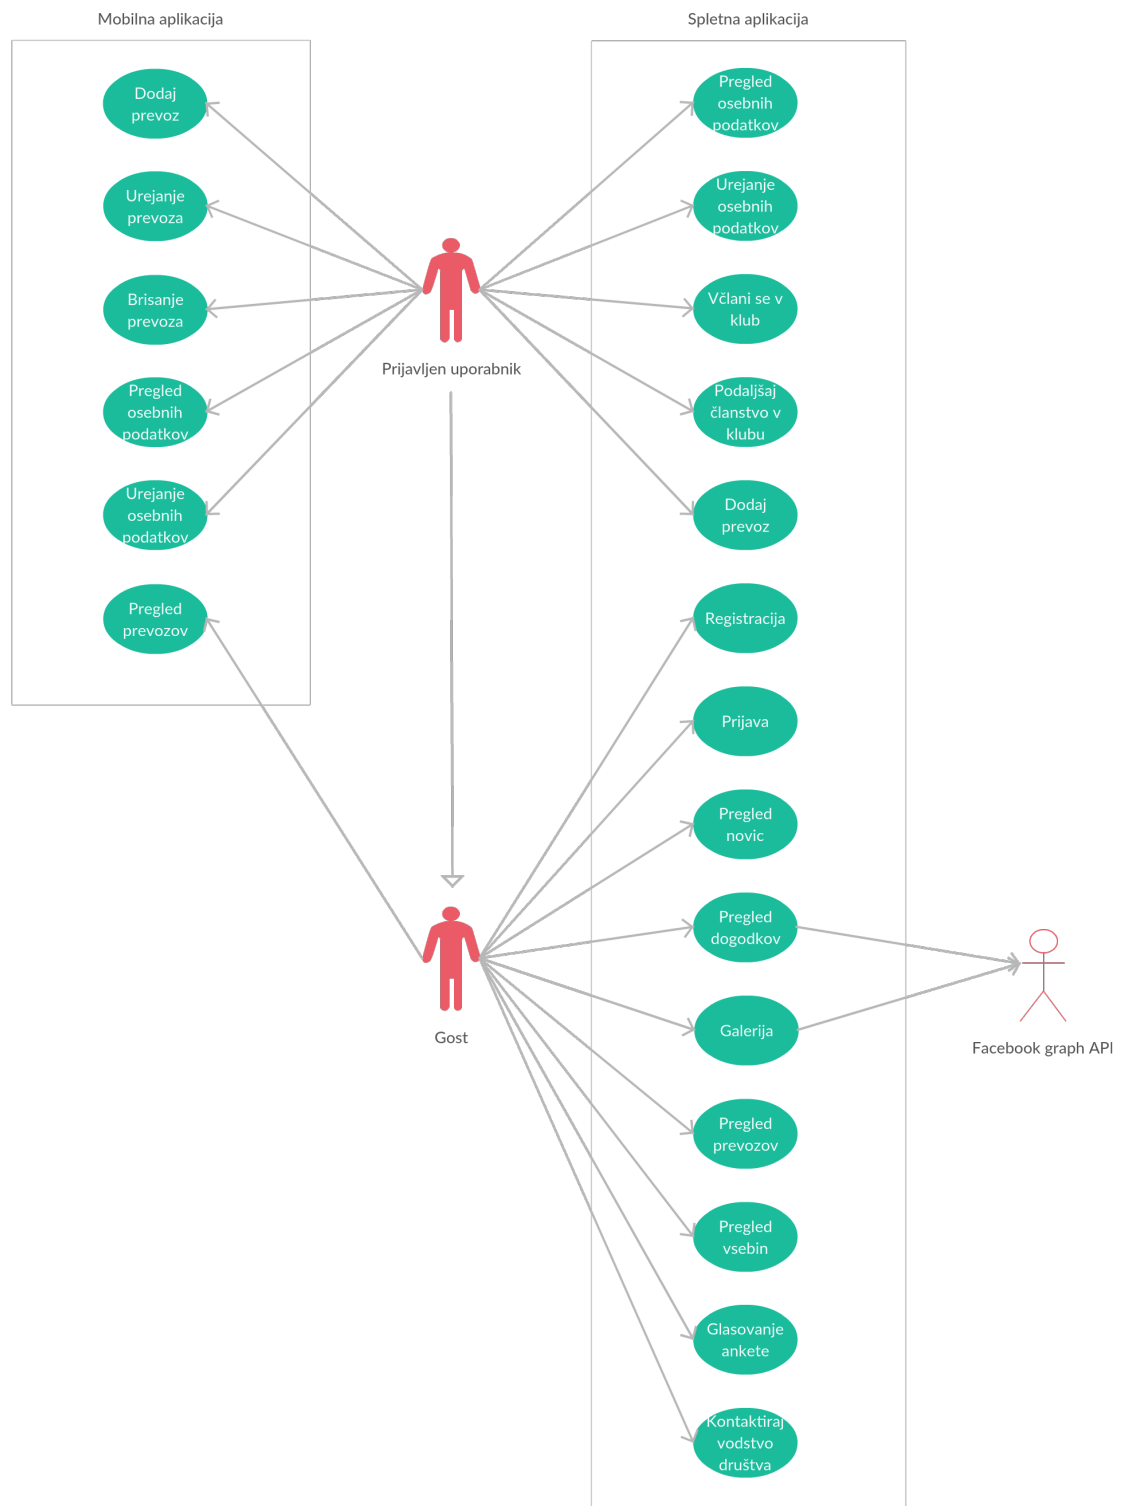 Mobilna aplikacija
Dodaj
prevoz
Urejanje
prevoza
Brisanje
prevoza
Pregled
osebnih
podatkov
Urejanje
osebnih
podatkov
Pregled
prevozov
Prijavljen uporabnik
Gost
Spletna aplikacija
Pregled
osebnih
podatkov
Urejanje
osebnih
podatkov
Včlani se v
klub
Podaljšaj
članstvo v
klubu
Dodaj
prevoz
Registracija
Prijava
Pregled
novic
Pregled
dogodkov
Galerija
Pregled
prevozov
Pregled
vsebin
Glasovanje
ankete
Kontaktiraj
vodstvo
društva
Facebook graph API